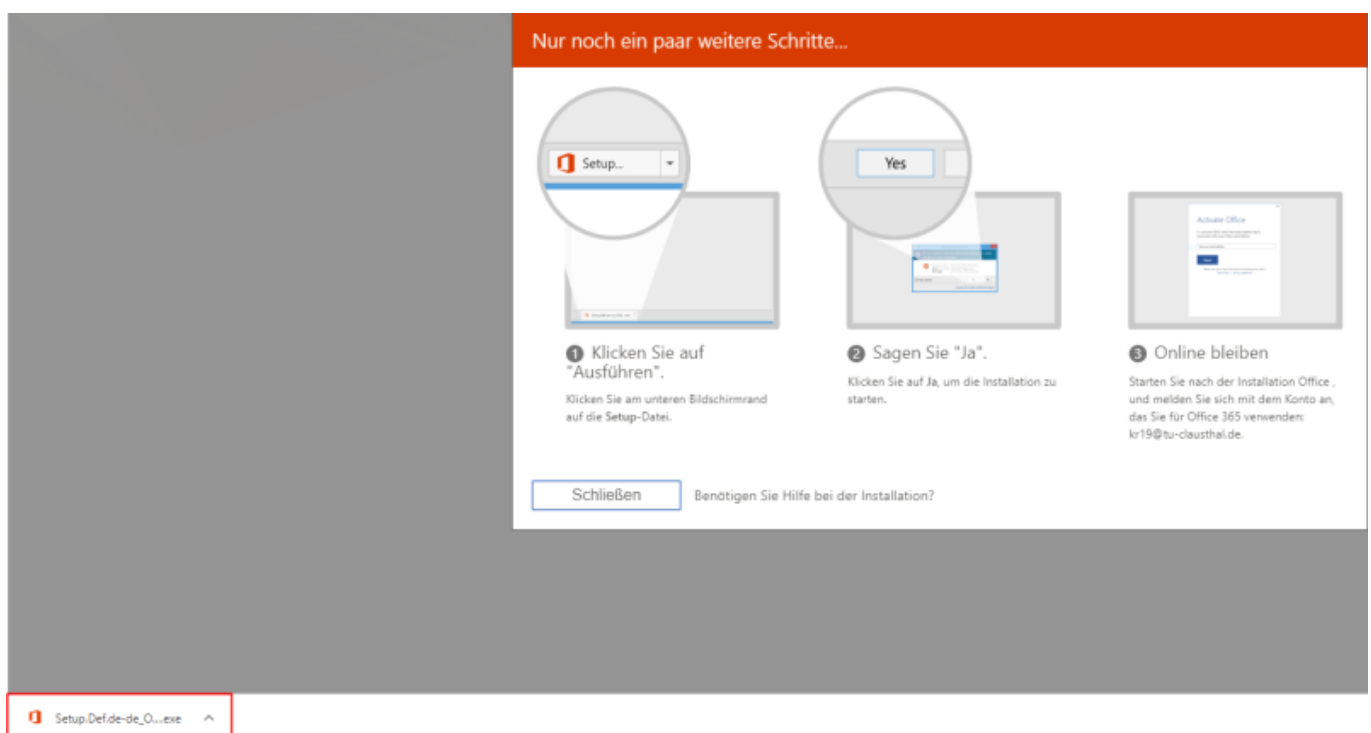 Nur noch ein paar weitere Schritte...
Setup...
Yes
Activate Office
1 Klicken Sie auf
"Ausführen".
Klicken Sie am unteren Bildschirmrand
auf die Setup-Datei.
2 Sagen Sie "Ja".
Klicken Sie auf Ja, um die Installation zu
starten.
3 Online bleiben
Starten Sie nach der Installation Office ,
und melden Sie sich mit dem Konto an,
das Sie für Office 365 verwenden:
kr19@tu-clausthal.de.
Schließen
Benötigen Sie Hilfe bei der Installation?
Setup.Def.de-de_O....exe